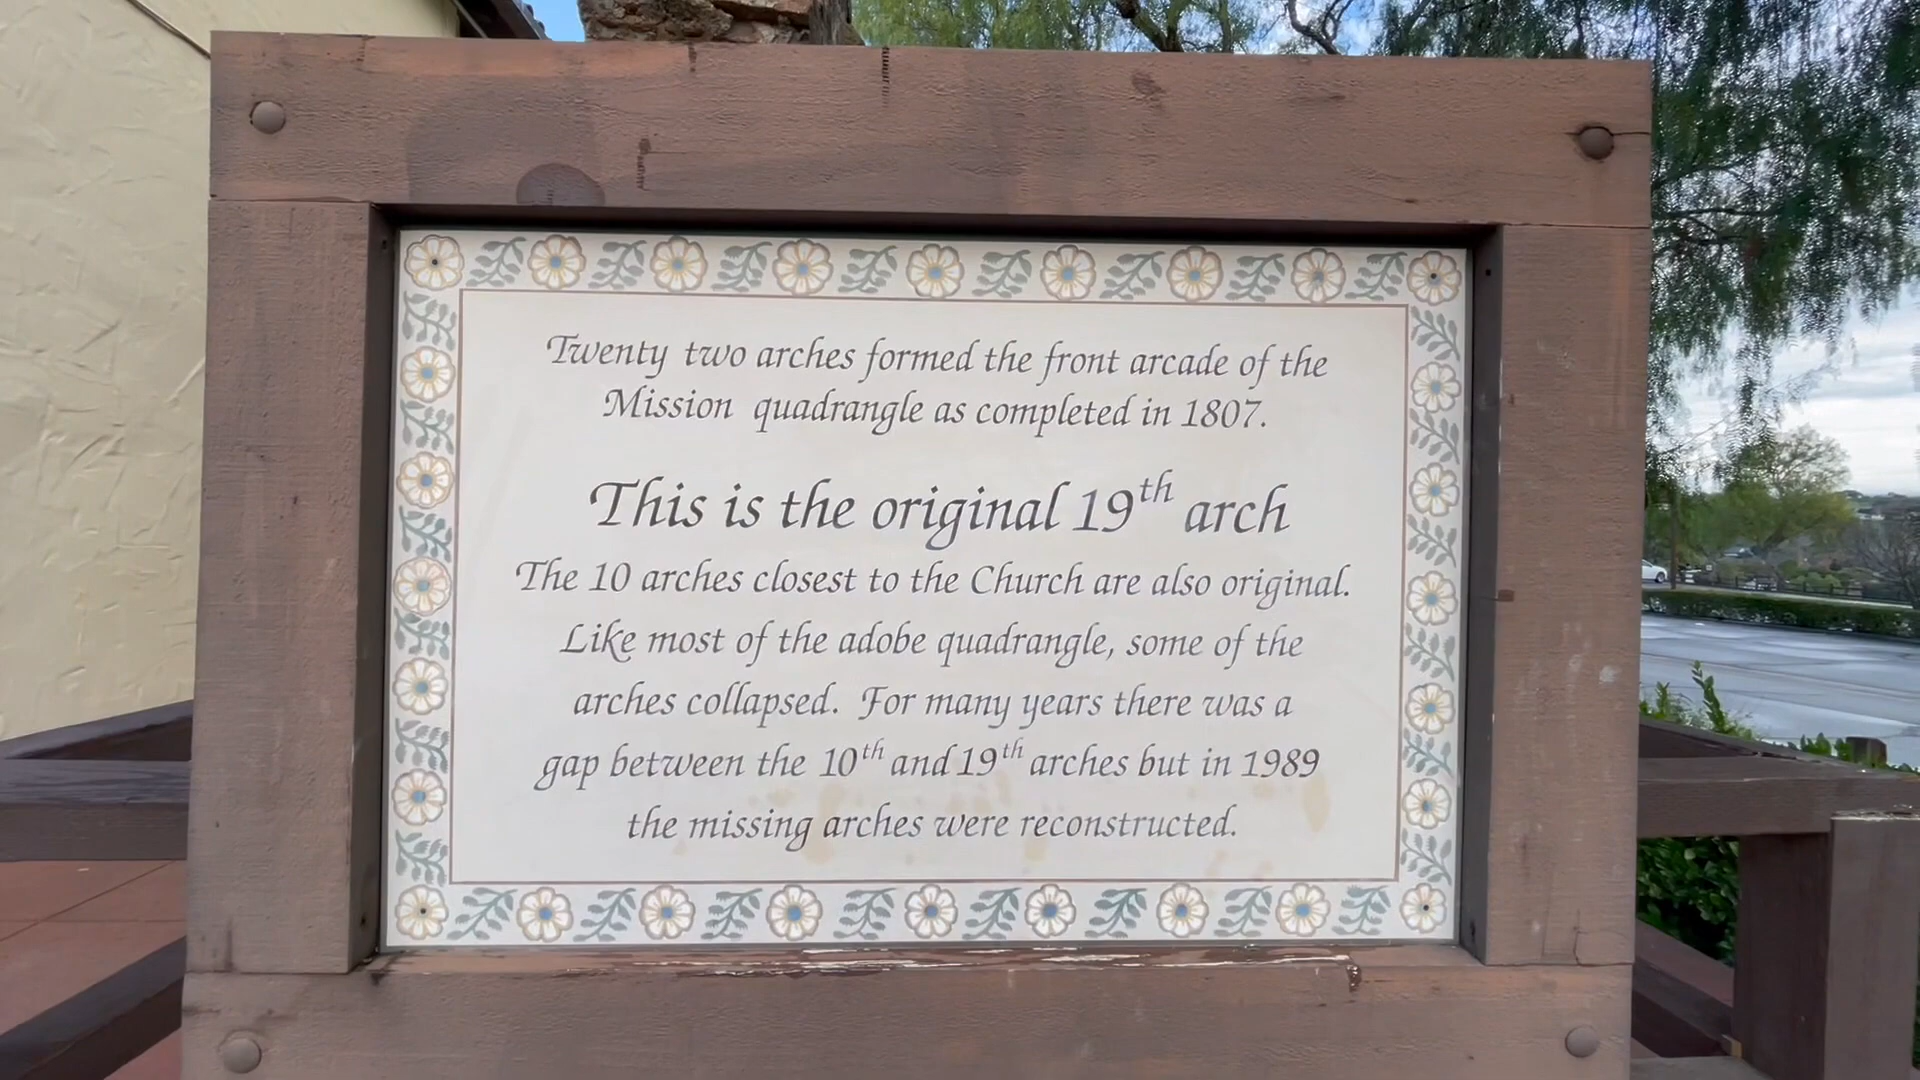 Twenty two arches formed the front arcade of the
Mission quadrangle as completed in 1807.
This is the original 19th arch
The 10 arches closest to the Church are also original.
Like most of the adobe quadrangle, some of the
arches collapsed. For many years there was a
gap between the 10th and 19th arches but in 1989
the missing arches were reconstructed.